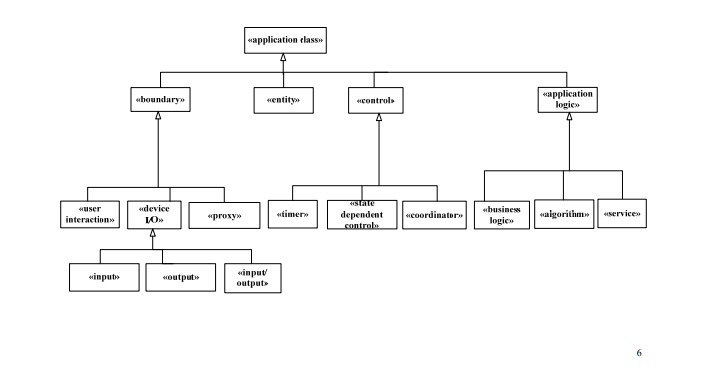 «application class»
«boundary»
«entity»
«control»
«application
logic»
«user
interaction»
«device
I/O»
«proxy»
«timer»
«state
dependent
control»
«coordinator»
«business
logic»
«algorithm»
«service»
«input»
«output»
«input/
output»
6